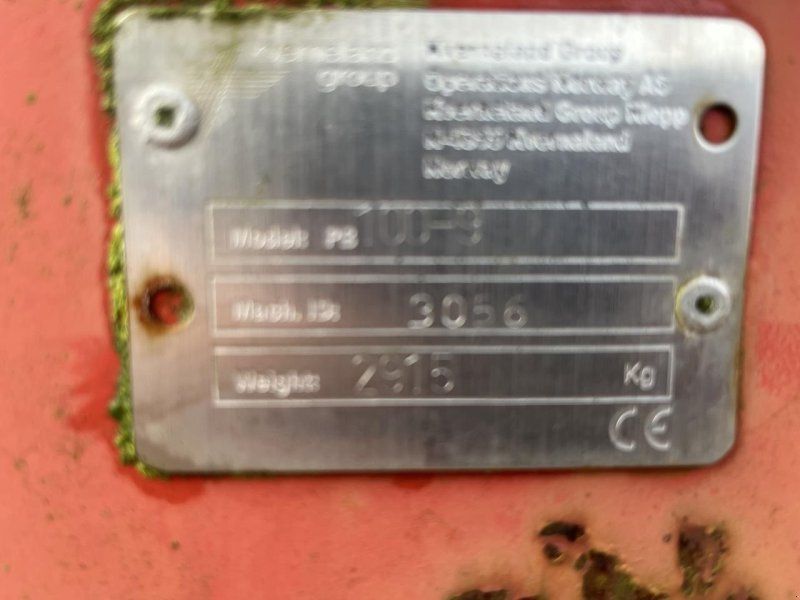 Kverneland
group
Kverneland Group
Operations Norway AS
Kverneland Group Klepp
Kverneland
Norway
Model: PB 100-9
Mach. ID: 3056
Weight: 2915 Kg
CE